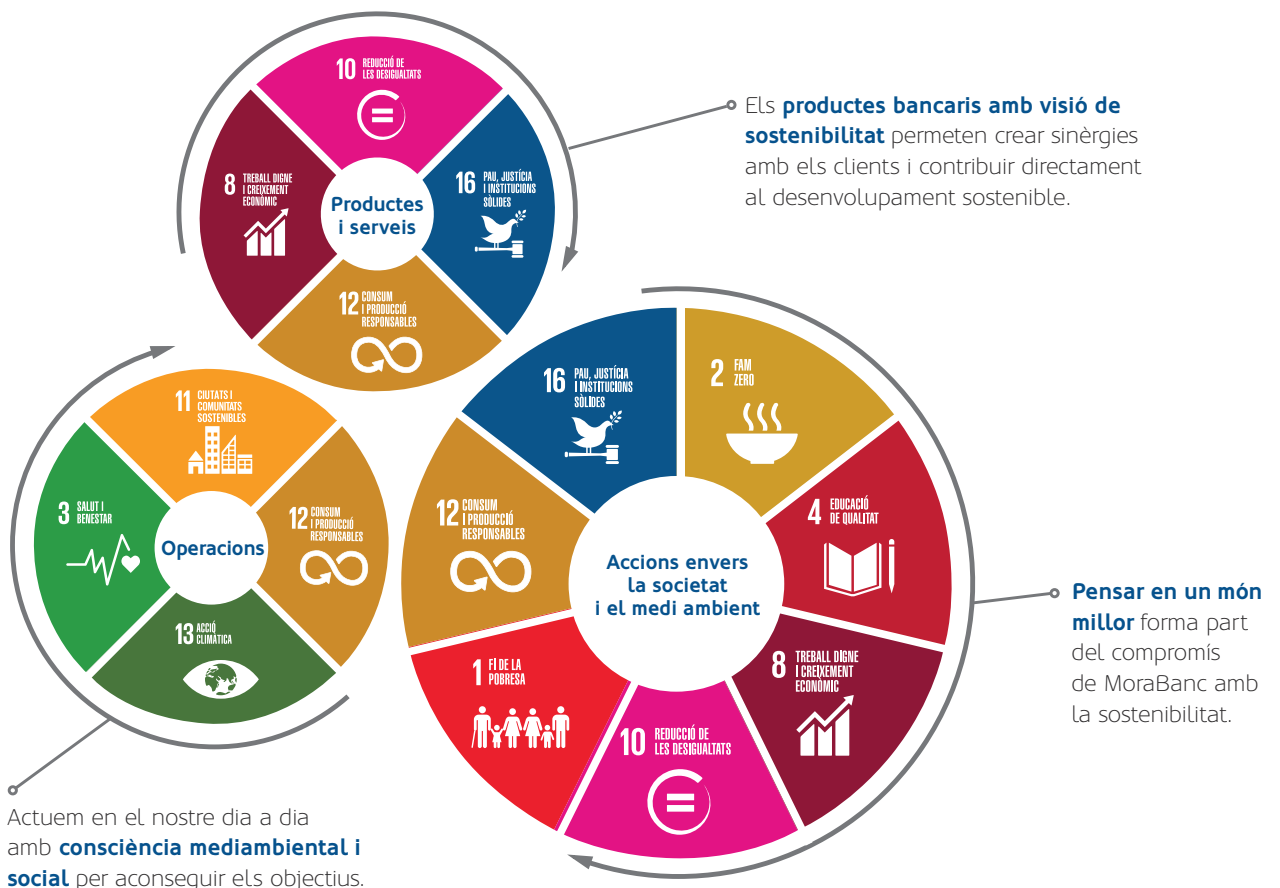 10 REDUCCIÓ DE
LES DESIGUALTATS
8 TREBALL DIGNE
I CREIXEMENT
ECONÒMIC
16 PAU, JUSTÍCIA
I INSTITUCIONS
SÒLIDES
Productes
i serveis
12 CONSUM
I PRODUCCIÓ
RESPONSABLES
Els productes bancaris amb visió de
sostenibilitat permeten crear sinèrgies
amb els clients i contribuir directament
al desenvolupament sostenible.
11 CIUTATS I
COMUNITATS
SOSTENIBLES
3 SALUT I
BENESTAR
12 CONSUM
I PRODUCCIÓ
RESPONSABLES
Operacions
13 ACCIÓ
CLIMÀTICA
Actuem en el nostre dia a dia
amb consciència mediambiental i
social per aconseguir els objectius.
16 PAU, JUSTÍCIA
I INSTITUCIONS
SÒLIDES
2 FAM
ZERO
12 CONSUM
I PRODUCCIÓ
RESPONSABLES
4 EDUCACIÓ
DE QUALITAT
Accions envers
la societat
i el medi ambient
1 FI DE LA
POBRESA
8 TREBALL DIGNE
I CREIXEMENT
ECONÒMIC
10 REDUCCIÓ DE
LES DESIGUALTATS
Pensar en un món
millor forma part
del compromís
de MoraBanc amb
la sostenibilitat.